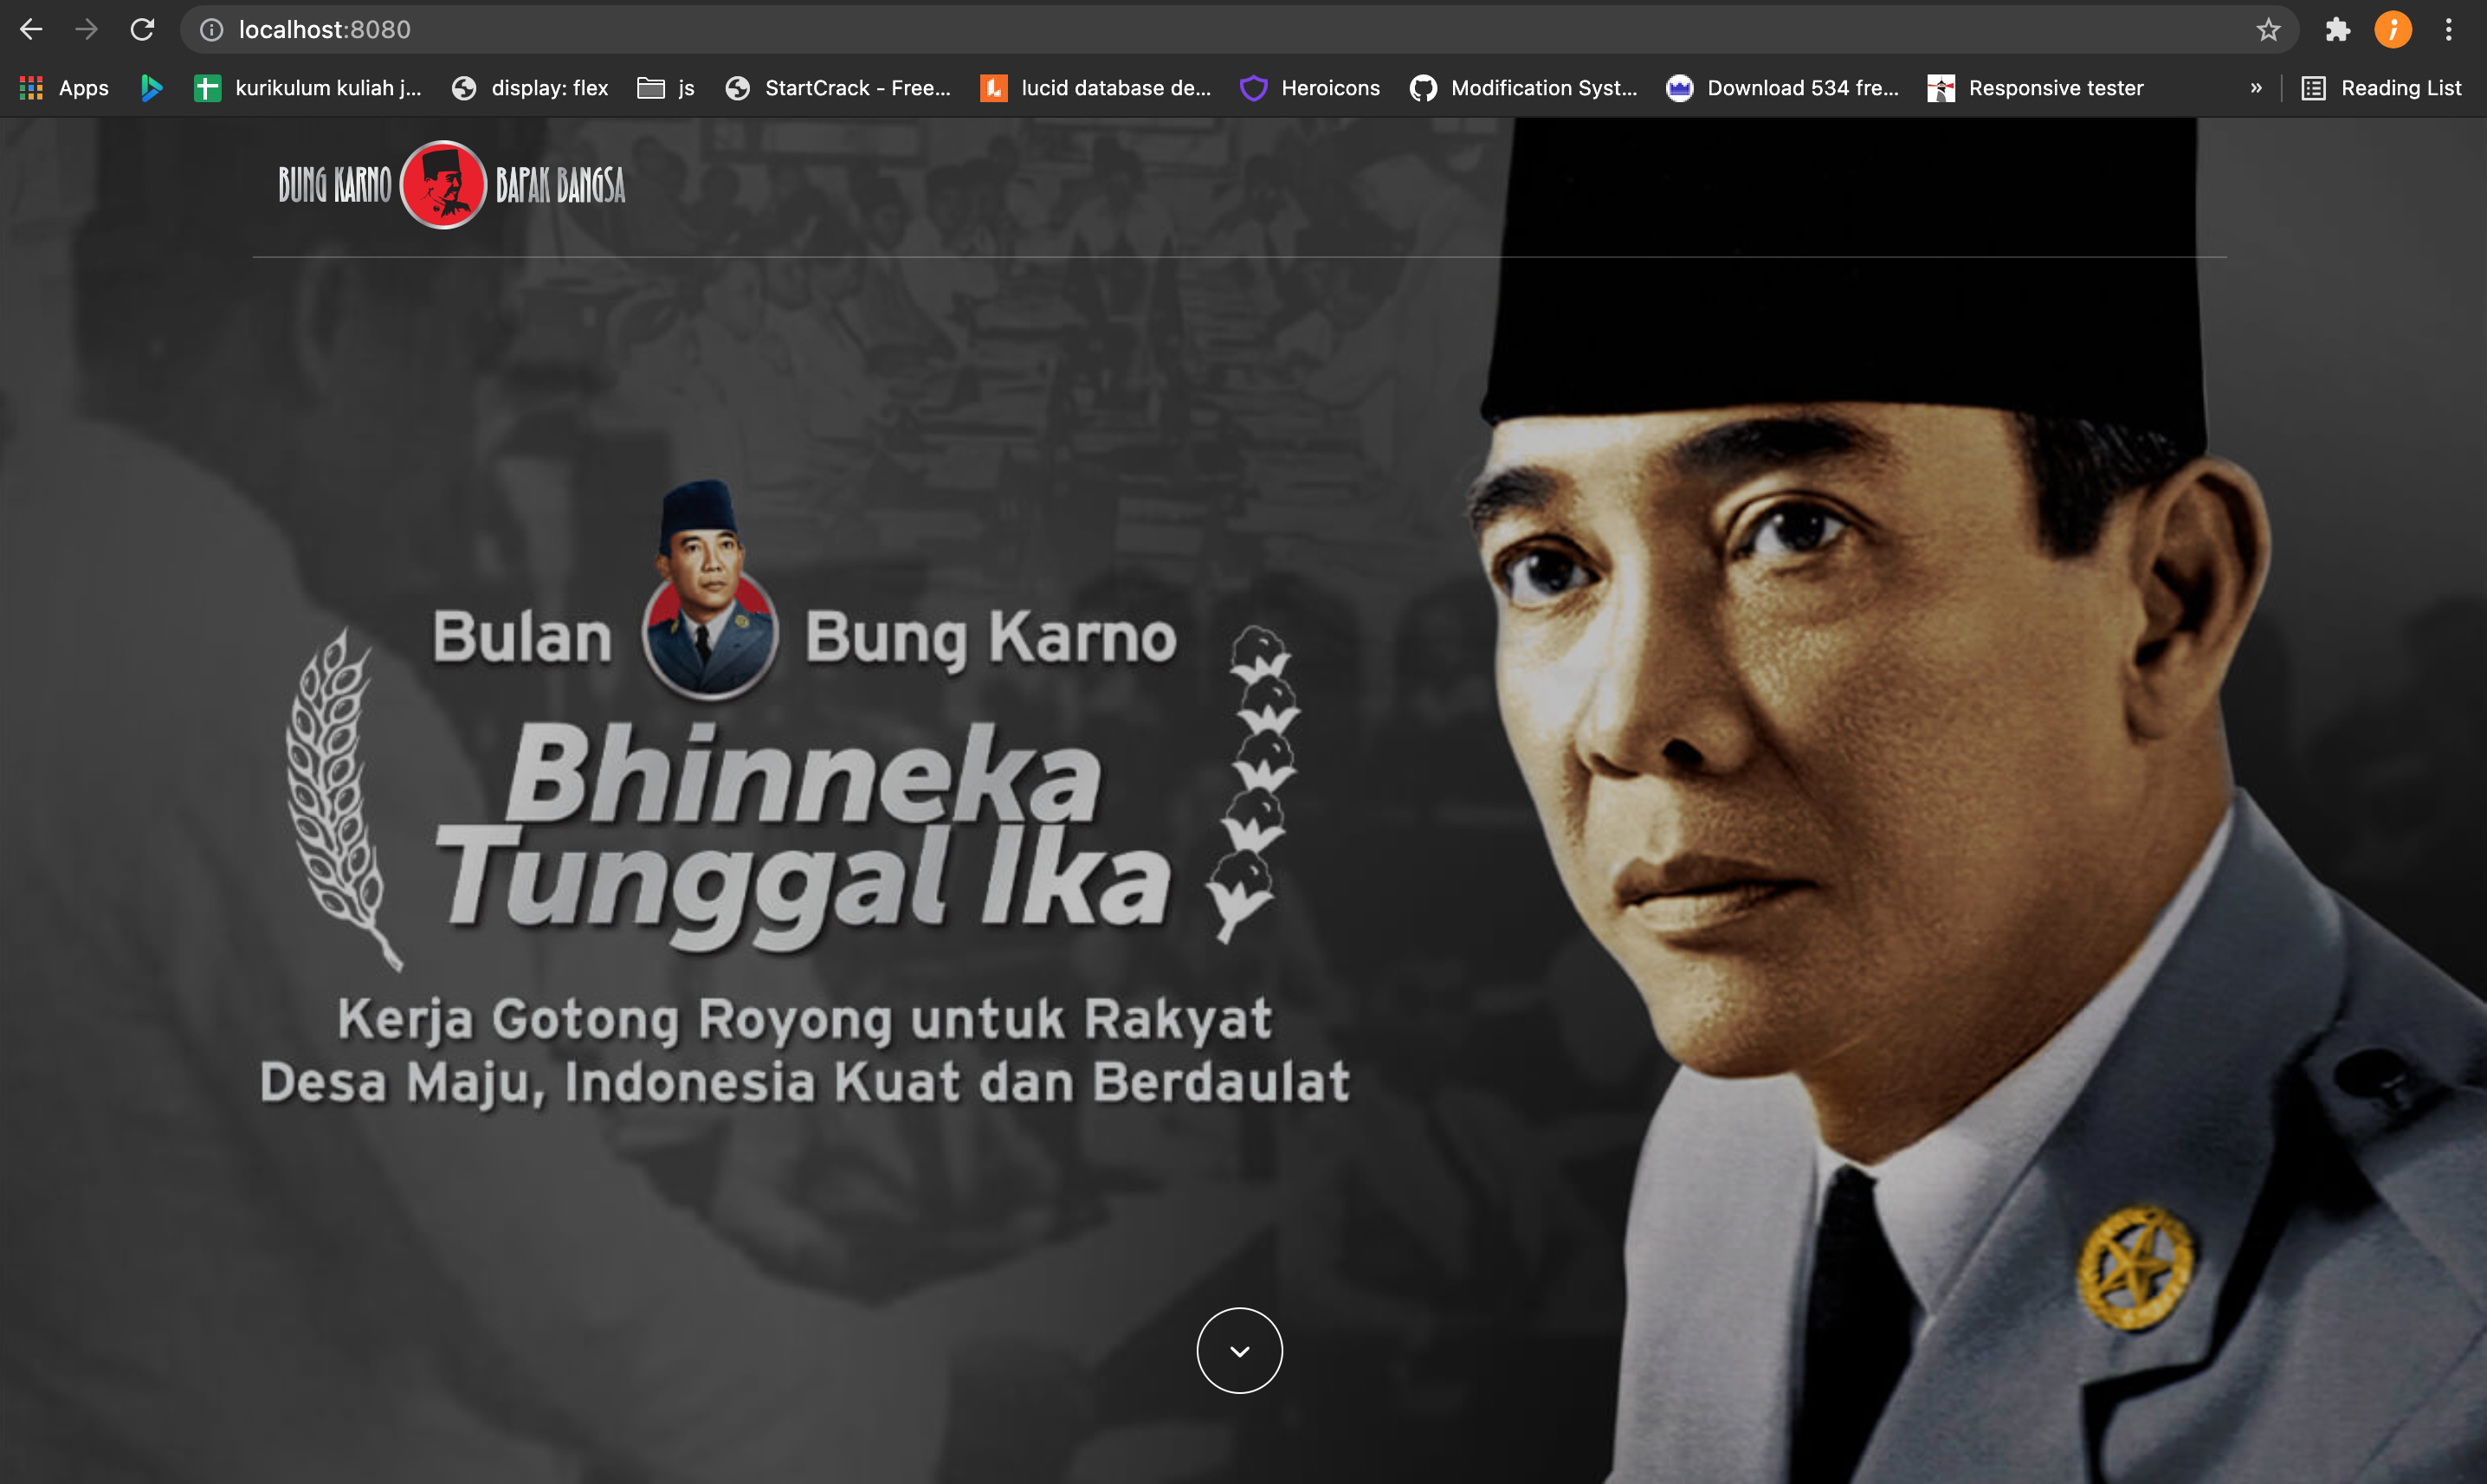 localhost:8080
Apps kurikulum kuliah j... display: flex js StartCrack - Free... lucid database de... Heroicons Modification Syst... Download 534 fre... Responsive tester » Reading List
BUNG KARNO BAPAK BANGSA
Bulan Bung Karno
Bhinneka
Tunggal Ika
Kerja Gotong Royong untuk Rakyat
Desa Maju, Indonesia Kuat dan Berdaulat